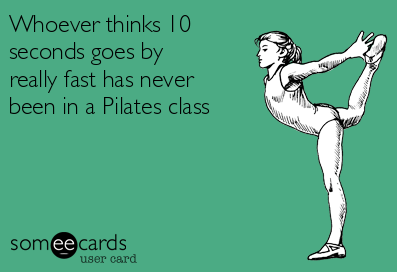 Whoever thinks 10
seconds goes by
really fast has never
been in a Pilates class
someecards
user card